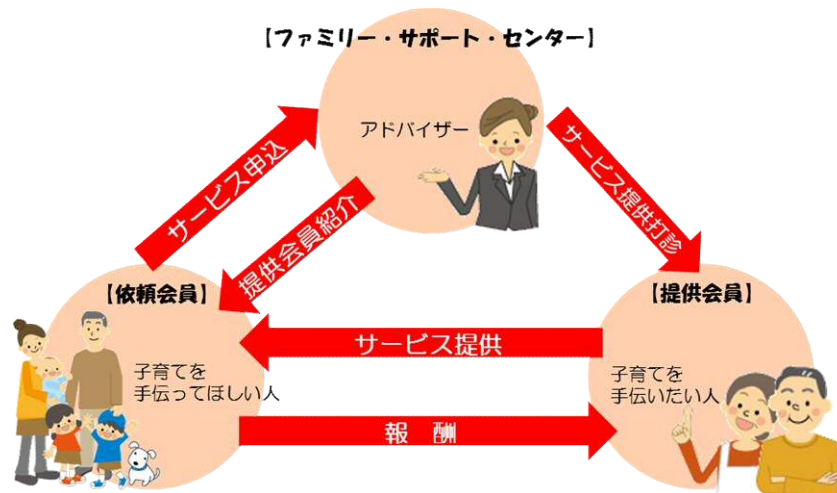 【ファミリー・サポート・センター】
アドバイザー
サービス申込
提供会員紹介
サービス提供打診
【依頼会員】
子育てを
手伝ってほしい人
【提供会員】
子育てを
手伝いたい人
サービス提供
報 酬